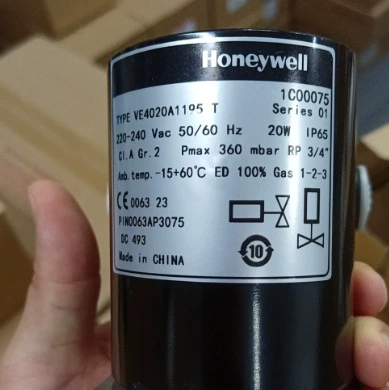 Honeywell
1C00075
TYPE VE4020A1195 T Series 01
220-240 Vac 50/60 Hz 20W IP65
Cl.A Gr.2 Pmax 360 mbar RP 3/4"
Amb.temp.-15+60°C ED 100% Gas 1-2-3
CE 0063 23
PIN0063AP3075
DC 493
Made in CHINA
10